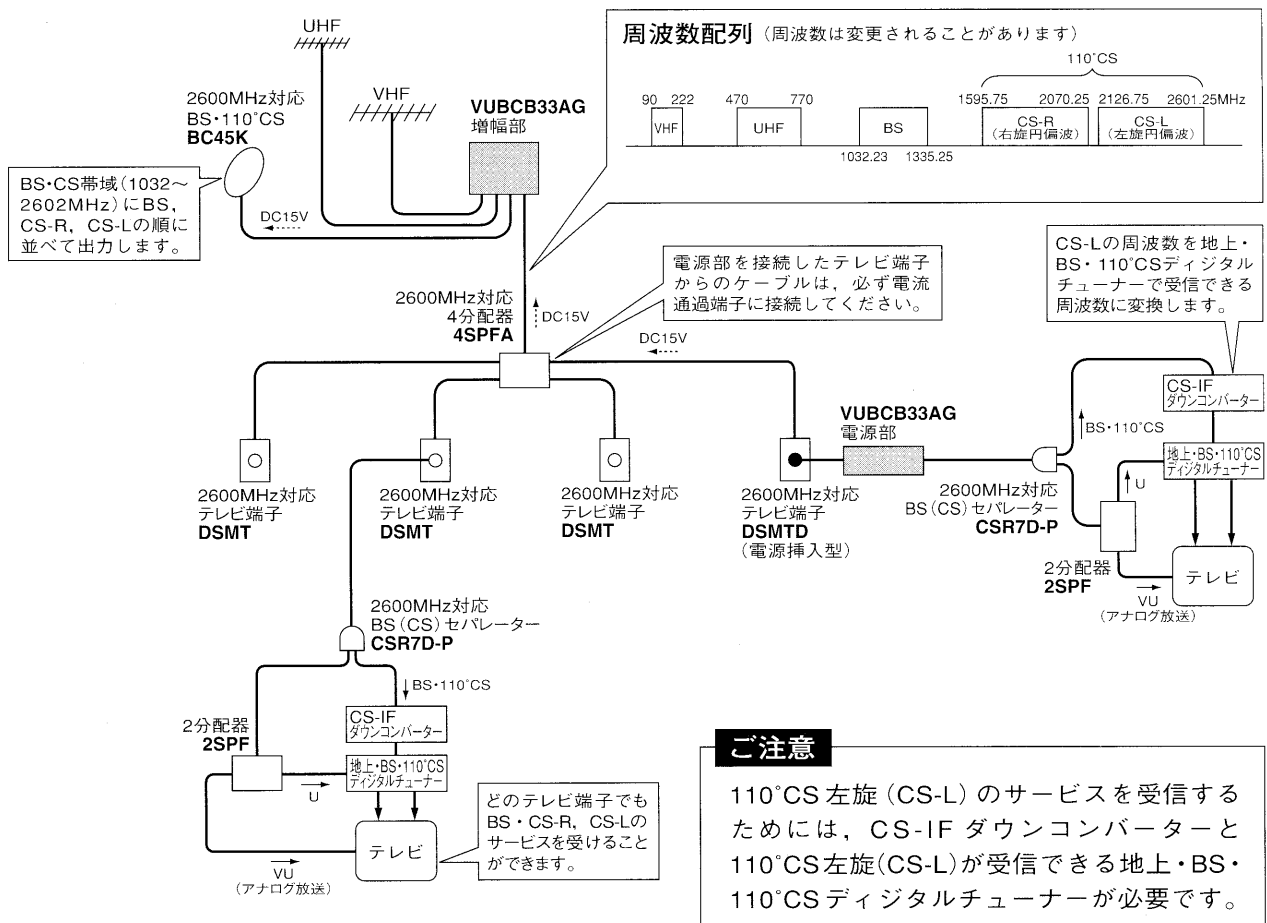 UHF
VHF
2600MHz対応
BS・110°CS
BC45K
VUBCB33AG
増幅部
BS・CS帯域(1032〜
2602MHz)にBS,
CS-R, CS-Lの順に
並べて出力します。
DC15V
周波数配列(周波数は変更されることがあります)
110°CS
90 222 470 770 1595.75 2070.25 2126.75 2601.25MHz
VHF UHF BS CS-R CS-L
(右旋円偏波) (左旋円偏波)
1032.23 1335.25
電源部を接続したテレビ端子
からのケーブルは,必ず電流
通過端子に接続してください。
CS-Lの周波数を地上・
BS・110°CSディジタル
チューナーで受信できる
周波数に変換します。
2600MHz対応
4分配器
4SPFA
DC15V
DC15V
2600MHz対応
テレビ端子
DSMT
2600MHz対応
テレビ端子
DSMT
2600MHz対応
テレビ端子
DSMT
2600MHz対応
テレビ端子
DSMTD
(電源挿入型)
VUBCB33AG
電源部
2600MHz対応
BS(CS)セパレーター
CSR7D-P
BS・110°CS
CS-IF
ダウンコンバーター
地上・BS・110°CS
ディジタルチューナー
U
2分配器
2SPF
テレビ
VU
(アナログ放送)
2600MHz対応
BS(CS)セパレーター
CSR7D-P
BS・110°CS
2分配器
2SPF
CS-IF
ダウンコンバーター
地上・BS・110°CS
ディジタルチューナー
U
テレビ
VU
(アナログ放送)
どのテレビ端子でも
BS・CS-R, CS-Lの
サービスを受けること
ができます。
ご注意
110°CS左旋(CS-L)のサービスを受信する
ためには,CS-IFダウンコンバーターと
110°CS左旋(CS-L)が受信できる地上・BS・
110°CSディジタルチューナーが必要です。